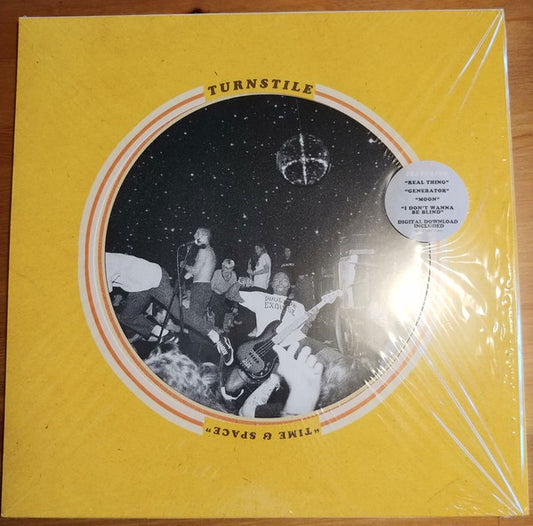 TURNSTILE
"REAL THING"
"GENERATOR"
"MOON"
"I DON'T WANNA
BE BLIND"
DIGITAL DOWNLOAD
INCLUDED
"TIME & SPACE"